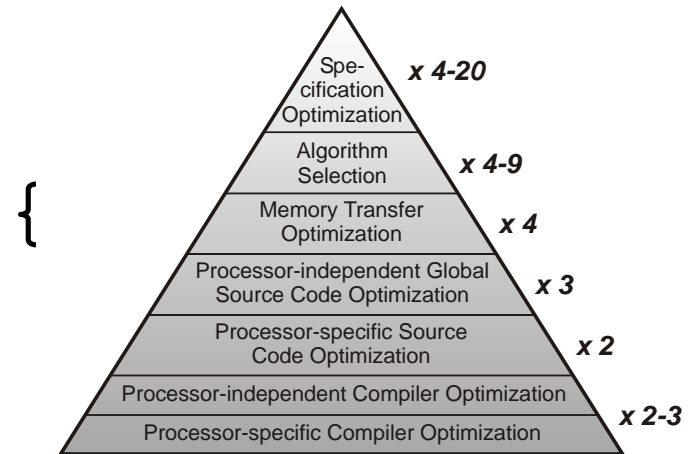 Spe-
cification
Optimization
x 4-20
Algorithm
Selection
x 4-9
Memory Transfer
Optimization
x 4
Processor-independent Global
Source Code Optimization
x 3
Processor-specific Source
Code Optimization
x 2
Processor-independent Compiler Optimization
x 2-3
Processor-specific Compiler Optimization